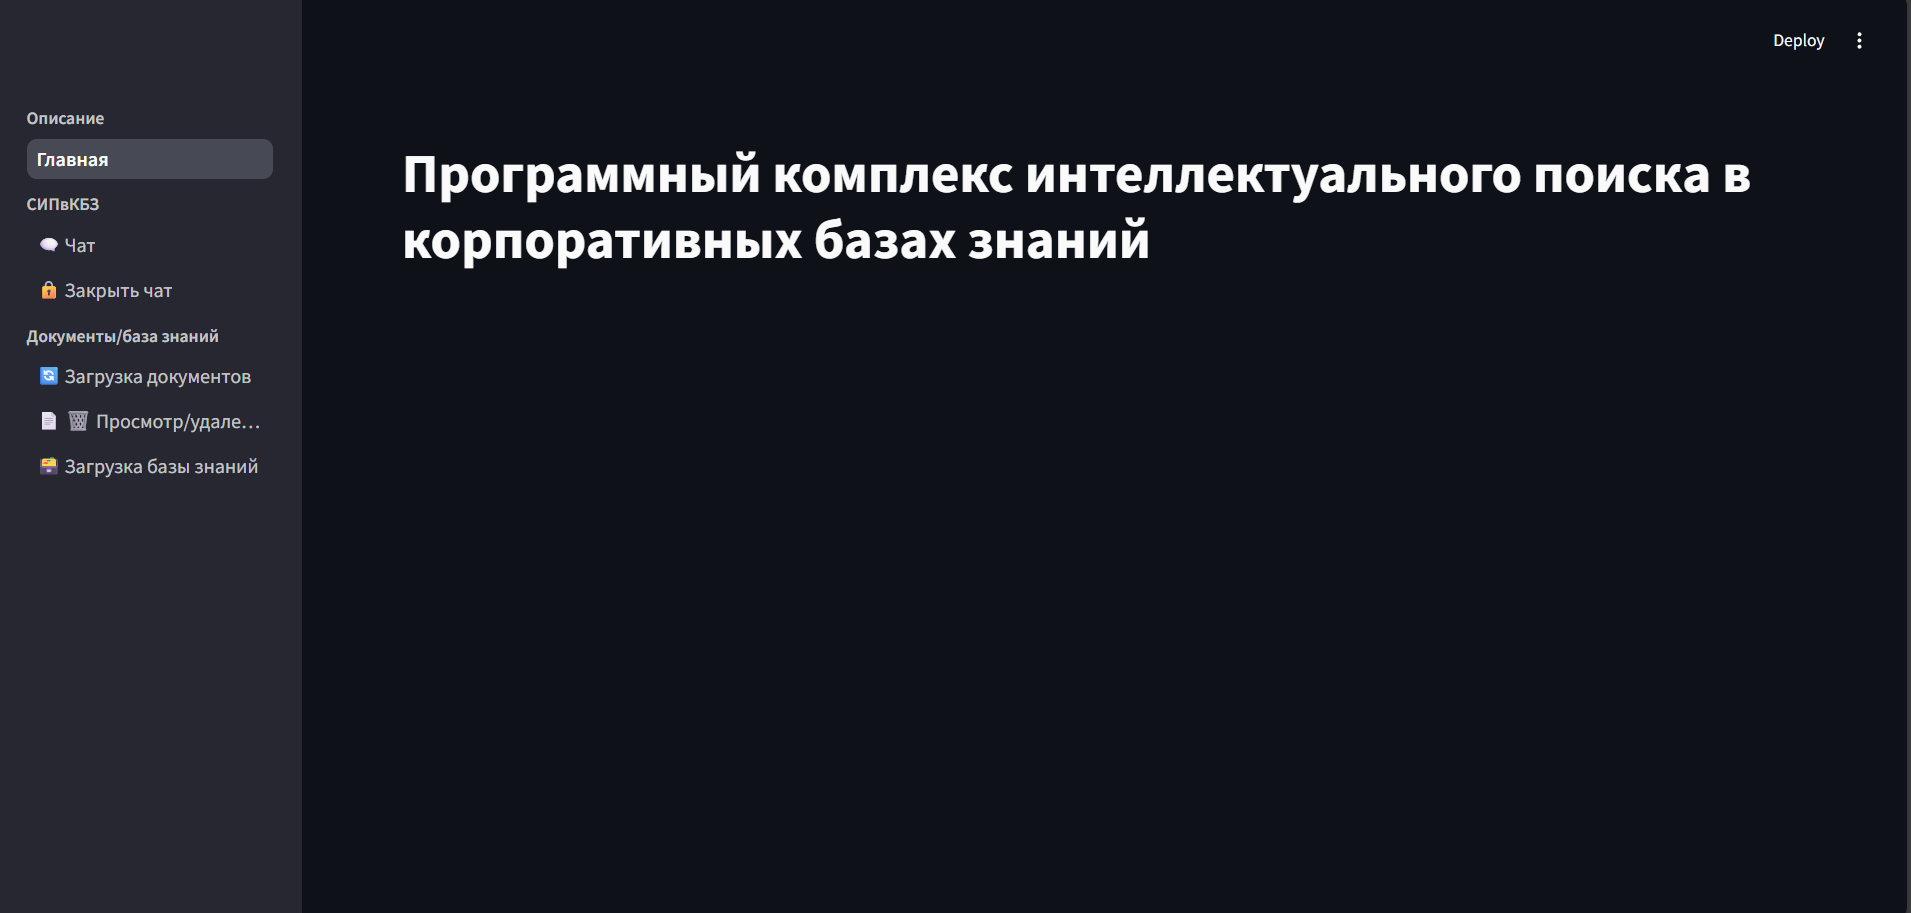 Deploy
Описание
Главная
СИПвКБЗ
Чат
Закрыть чат
Документы/база знаний
Загрузка документов
Просмотр/удале...
Загрузка базы знаний
Программный комплекс интеллектуального поиска в
корпоративных базах знаний